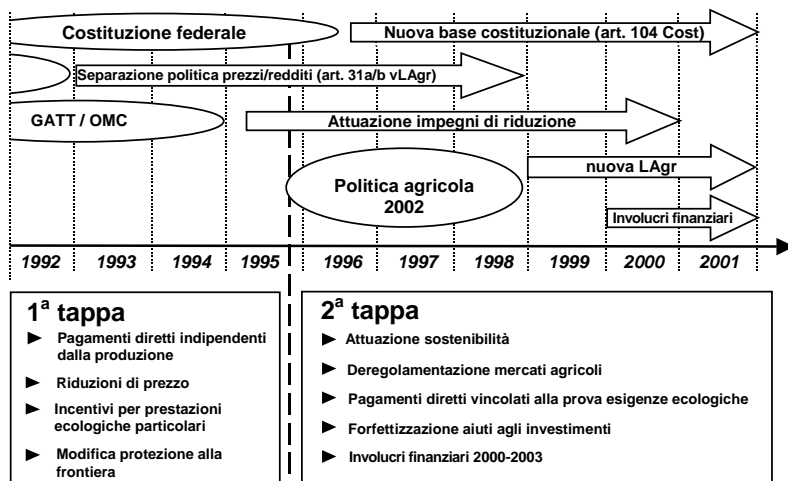 Costituzione federale
Nuova base costituzionale (art. 104 Cost)
Separazione politica prezzi/redditi (art. 31a/b vLAgr)
GATT / OMC
Attuazione impegni di riduzione
Politica agricola
2002
nuova LAgr
Involucri finanziari
1992 1993 1994 1995 1996 1997 1998 1999 2000 2001
1a tappa
► Pagamenti diretti indipendenti
dalla produzione
► Riduzioni di prezzo
► Incentivi per prestazioni
ecologiche particolari
► Modifica protezione alla
frontiera
2a tappa
► Attuazione sostenibilità
► Deregolamentazione mercati agricoli
► Pagamenti diretti vincolati alla prova esigenze ecologiche
► Forfettizzazione aiuti agli investimenti
► Involucri finanziari 2000-2003